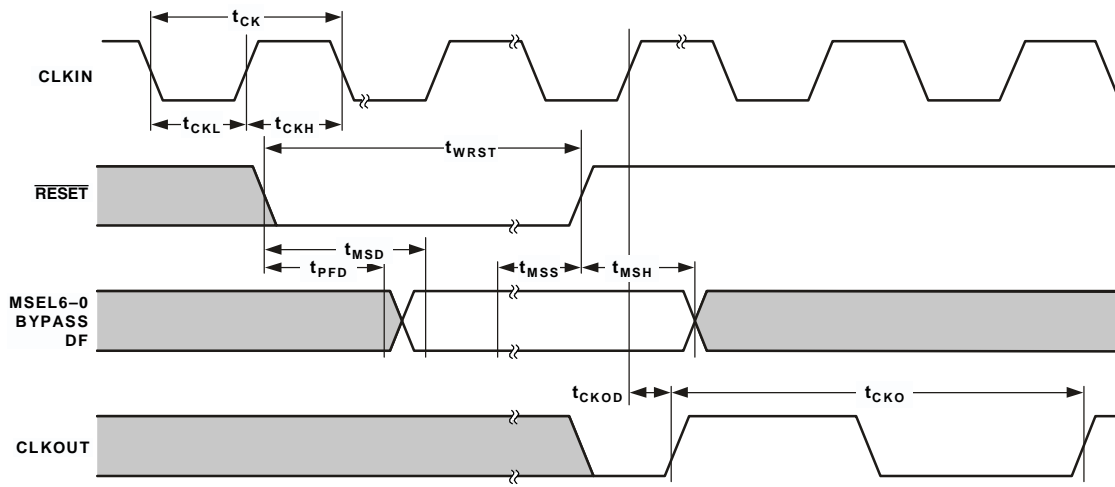 tCK
CLKIN
tCKL
tCKH
tWRST
RESET
tMSD
tPFD
tMSS
tMSH
MSEL6–0
BYPASS
DF
tCKOD
tCKO
CLKOUT